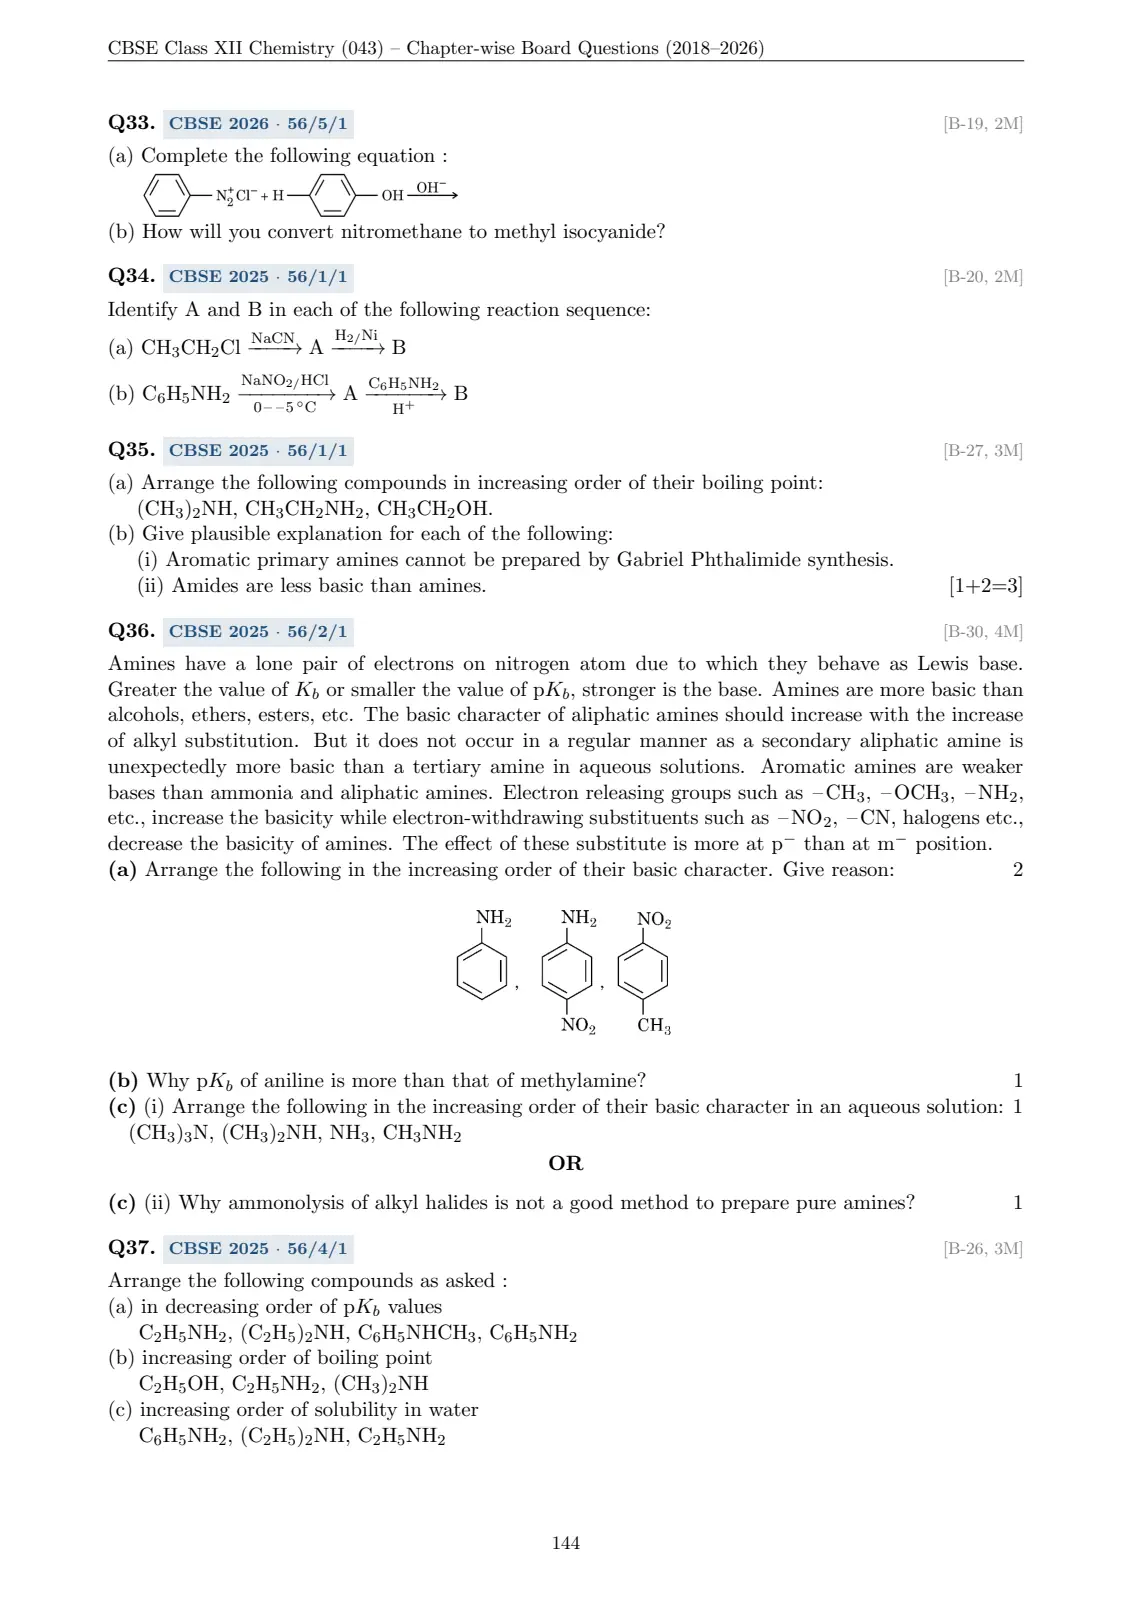 CBSE Class XII Chemistry (043) – Chapter-wise Board Questions (2018–2026)
Q33. CBSE 2026 · 56/5/1 [B-19, 2M]
(a) Complete the following equation :
N₂⁺Cl⁻ + H OH OH⁻
(b) How will you convert nitromethane to methyl isocyanide?
Q34. CBSE 2025 · 56/1/1 [B-20, 2M]
Identify A and B in each of the following reaction sequence:
(a) CH₃CH₂Cl —NaCN→ A —H₂/Ni→ B
(b) C₆H₅NH₂ —NaNO₂/HCl, 0−−5 °C→ A —C₆H₅NH₂, H⁺→ B
Q35. CBSE 2025 · 56/1/1 [B-27, 3M]
(a) Arrange the following compounds in increasing order of their boiling point:
(CH₃)₂NH, CH₃CH₂NH₂, CH₃CH₂OH.
(b) Give plausible explanation for each of the following:
(i) Aromatic primary amines cannot be prepared by Gabriel Phthalimide synthesis.
(ii) Amides are less basic than amines. [1+2=3]
Q36. CBSE 2025 · 56/2/1 [B-30, 4M]
Amines have a lone pair of electrons on nitrogen atom due to which they behave as Lewis base.
Greater the value of K_b or smaller the value of pK_b, stronger is the base. Amines are more basic than
alcohols, ethers, esters, etc. The basic character of aliphatic amines should increase with the increase
of alkyl substitution. But it does not occur in a regular manner as a secondary aliphatic amine is
unexpectedly more basic than a tertiary amine in aqueous solutions. Aromatic amines are weaker
bases than ammonia and aliphatic amines. Electron releasing groups such as −CH₃, −OCH₃, −NH₂,
etc., increase the basicity while electron-withdrawing substituents such as −NO₂, −CN, halogens etc.,
decrease the basicity of amines. The effect of these substitute is more at p⁻ than at m⁻ position.
(a) Arrange the following in the increasing order of their basic character. Give reason: 2
NH₂ NH₂ NO₂
, ,
NO₂ CH₃
(b) Why pK_b of aniline is more than that of methylamine? 1
(c) (i) Arrange the following in the increasing order of their basic character in an aqueous solution: 1
(CH₃)₃N, (CH₃)₂NH, NH₃, CH₃NH₂
OR
(c) (ii) Why ammonolysis of alkyl halides is not a good method to prepare pure amines? 1
Q37. CBSE 2025 · 56/4/1 [B-26, 3M]
Arrange the following compounds as asked :
(a) in decreasing order of pK_b values
C₂H₅NH₂, (C₂H₅)₂NH, C₆H₅NHCH₃, C₆H₅NH₂
(b) increasing order of boiling point
C₂H₅OH, C₂H₅NH₂, (CH₃)₂NH
(c) increasing order of solubility in water
C₆H₅NH₂, (C₂H₅)₂NH, C₂H₅NH₂
144